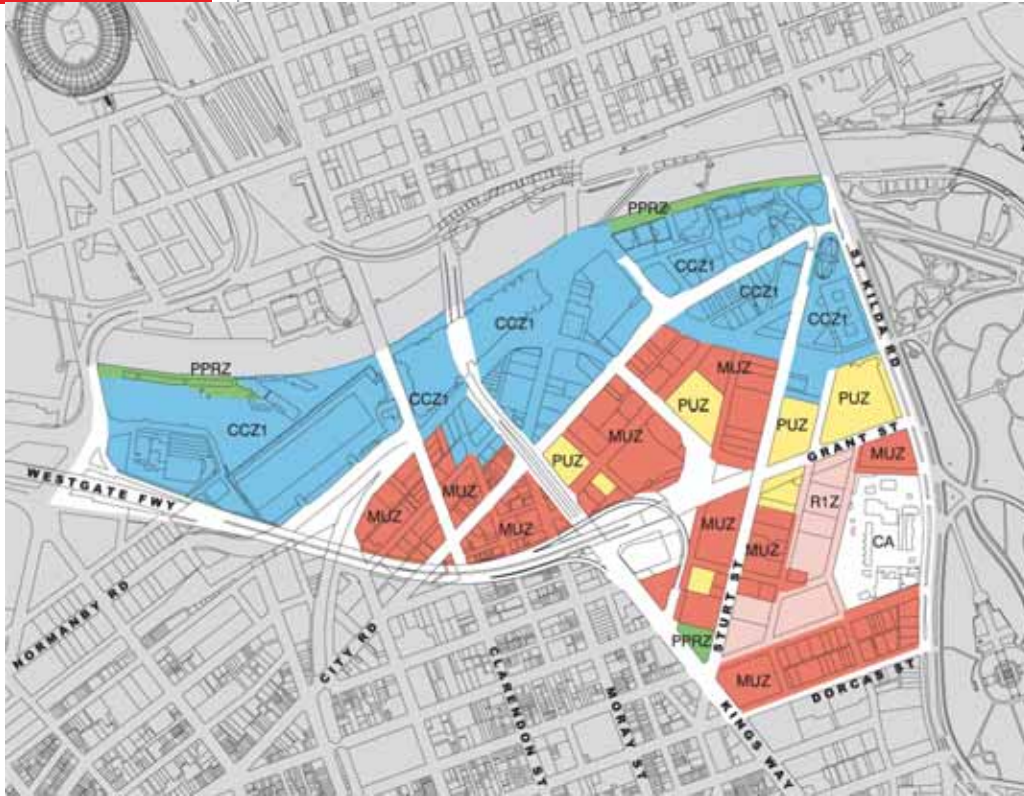 PPRZ
CCZ1
CCZ1
ST KILDA RD
CCZ1
CCZ1
PPRZ
MUZ
CCZ1
PUZ
PUZ
CCZ1
PUZ
MUZ
GRANT ST
MUZ
PUZ
WESTGATE FWY
MUZ
R1Z
MUZ
MUZ
MUZ
CA
MUZ
NORMANBY RD
STURT ST
CITY RD
PPRZ
CLARENDON ST
MUZ
DORCAS ST
MORAY ST
KINGS WAY